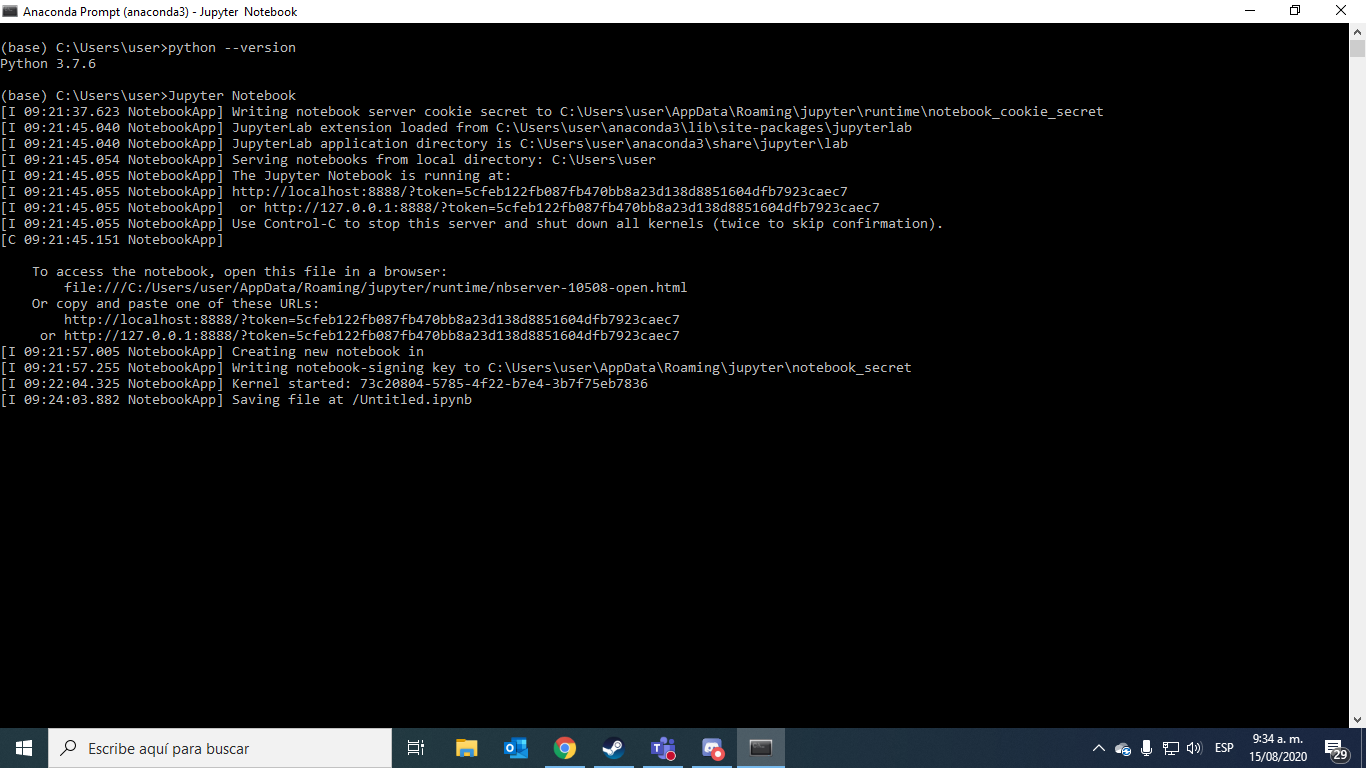 Anaconda Prompt (anaconda3) - Jupyter Notebook
(base) C:\Users\user>python --version
Python 3.7.6
(base) C:\Users\user>Jupyter Notebook
[I 09:21:37.623 NotebookApp] Writing notebook server cookie secret to C:\Users\user\AppData\Roaming\jupyter\runtime\notebook_cookie_secret
[I 09:21:45.040 NotebookApp] JupyterLab extension loaded from C:\Users\user\anaconda3\lib\site-packages\jupyterlab
[I 09:21:45.040 NotebookApp] JupyterLab application directory is C:\Users\user\anaconda3\share\jupyter\lab
[I 09:21:45.054 NotebookApp] Serving notebooks from local directory: C:\Users\user
[I 09:21:45.055 NotebookApp] The Jupyter Notebook is running at:
[I 09:21:45.055 NotebookApp] http://localhost:8888/?token=5cfeb122fb087fb470bb8a23d138d8851604dfb7923caec7
[I 09:21:45.055 NotebookApp]  or http://127.0.0.1:8888/?token=5cfeb122fb087fb470bb8a23d138d8851604dfb7923caec7
[I 09:21:45.055 NotebookApp] Use Control-C to stop this server and shut down all kernels (twice to skip confirmation).
[C 09:21:45.151 NotebookApp]
To access the notebook, open this file in a browser:
file:///C:/Users/user/AppData/Roaming/jupyter/runtime/nbserver-10508-open.html
Or copy and paste one of these URLs:
http://localhost:8888/?token=5cfeb122fb087fb470bb8a23d138d8851604dfb7923caec7
or http://127.0.0.1:8888/?token=5cfeb122fb087fb470bb8a23d138d8851604dfb7923caec7
[I 09:21:57.005 NotebookApp] Creating new notebook in
[I 09:21:57.255 NotebookApp] Writing notebook-signing key to C:\Users\user\AppData\Roaming\jupyter\notebook_secret
[I 09:22:04.325 NotebookApp] Kernel started: 73c20804-5785-4f22-b7e4-3b7f75eb7836
[I 09:24:03.882 NotebookApp] Saving file at /Untitled.ipynb
Escribe aquí para buscar
ESP
9:34 a. m.
15/08/2020
29